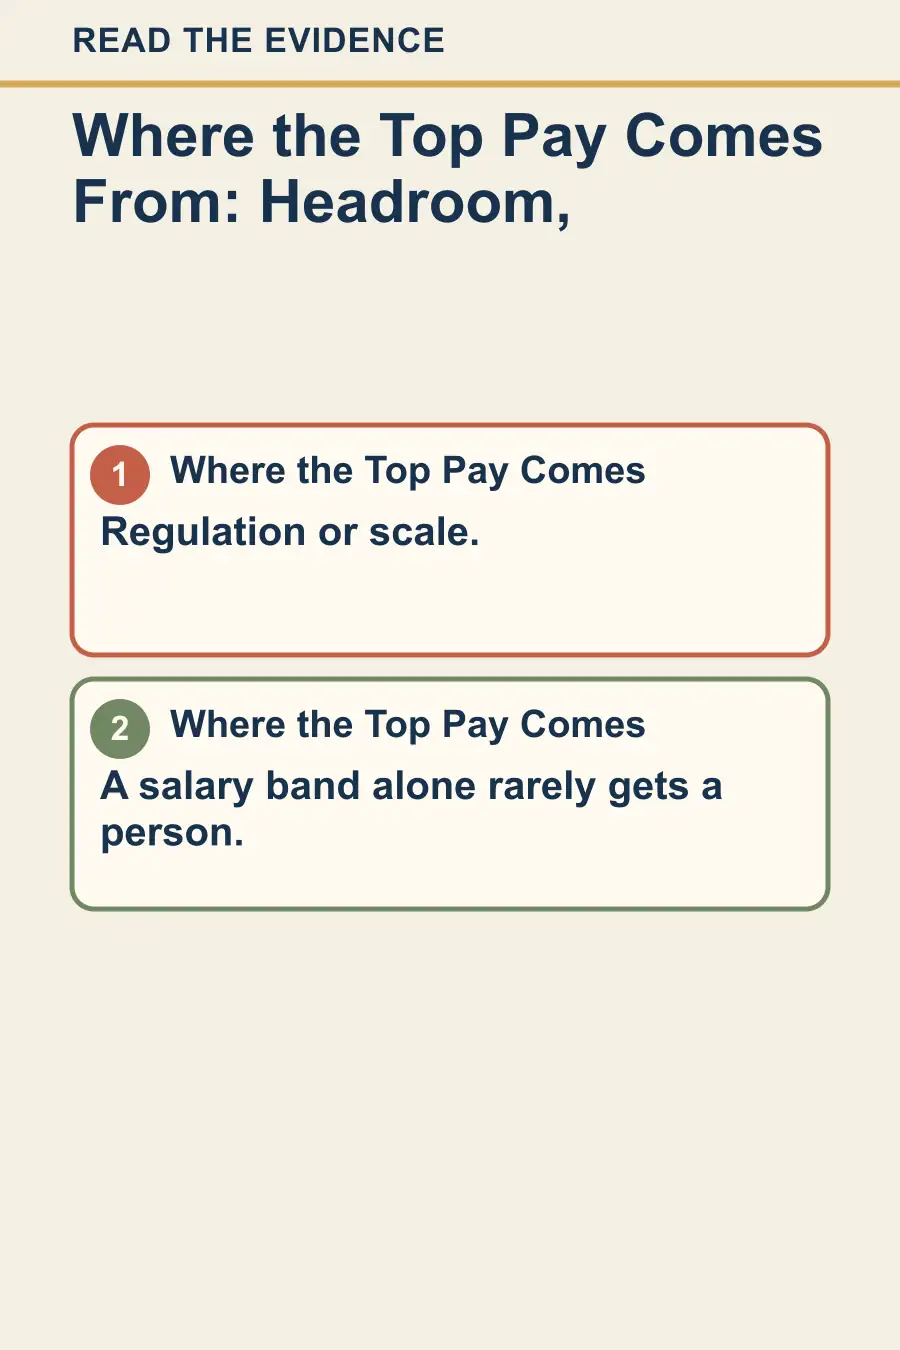 READ THE EVIDENCE
Where the Top Pay Comes
From: Headroom,
1 Where the Top Pay Comes
Regulation or scale.
2 Where the Top Pay Comes
A salary band alone rarely gets a
person.